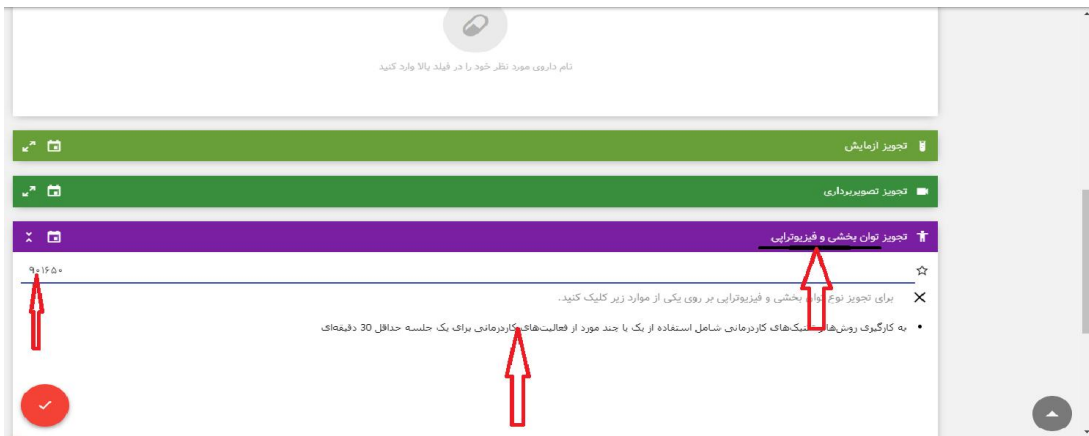 نام داروی مورد نظر خود را در فیلد بالا وارد کنید
تجویز آزمایش
تجویز تصویربرداری
تجویز توان بخشی و فیزیوتراپی
۹۰۱۶۵۰
برای تجویز نوع توان بخشی و فیزیوتراپی بر روی یکی از موارد زیر کلیک کنید.
• به کارگیری روش‌ها و تکنیک‌های کاردرمانی شامل استفاده از یک یا چند مورد از فعالیت‌های کاردرمانی برای یک جلسه حداقل 30 دقیقه‌ای